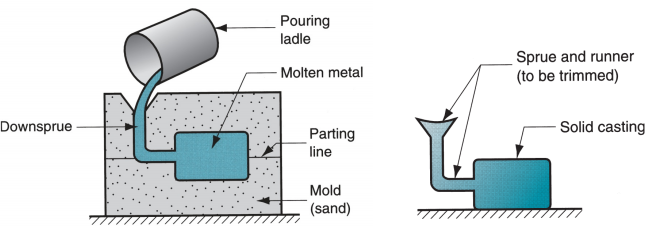 Pouring
ladle
Molten metal
Downsprue
Parting
line
Mold
(sand)
Sprue and runner
(to be trimmed)
Solid casting